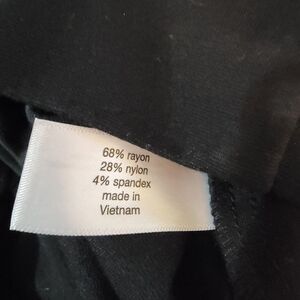 68% rayon
28% nylon
4% spandex
made in
Vietnam